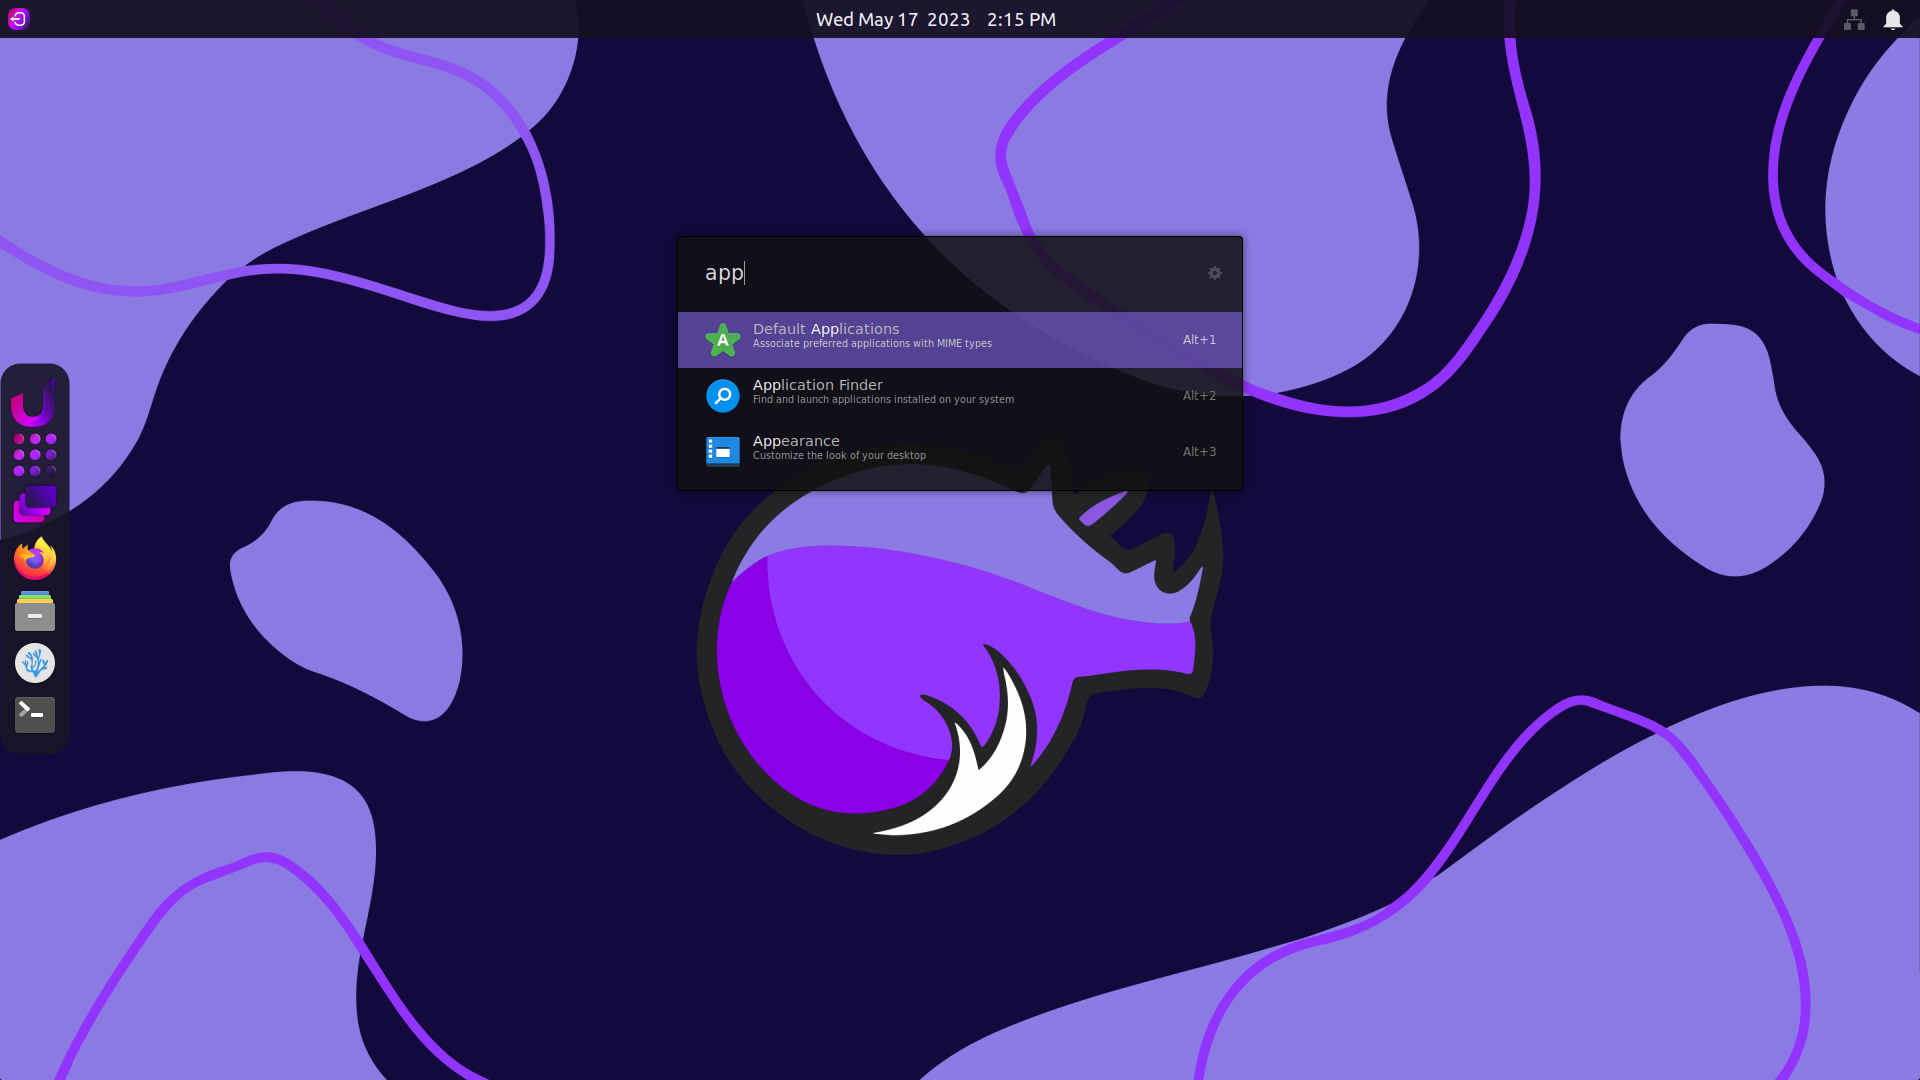 Wed May 17 2023 2:15 PM
app
Default Applications
Associate preferred applications with MIME types
Alt+1
Application Finder
Find and launch applications installed on your system
Alt+2
Appearance
Customize the look of your desktop
Alt+3